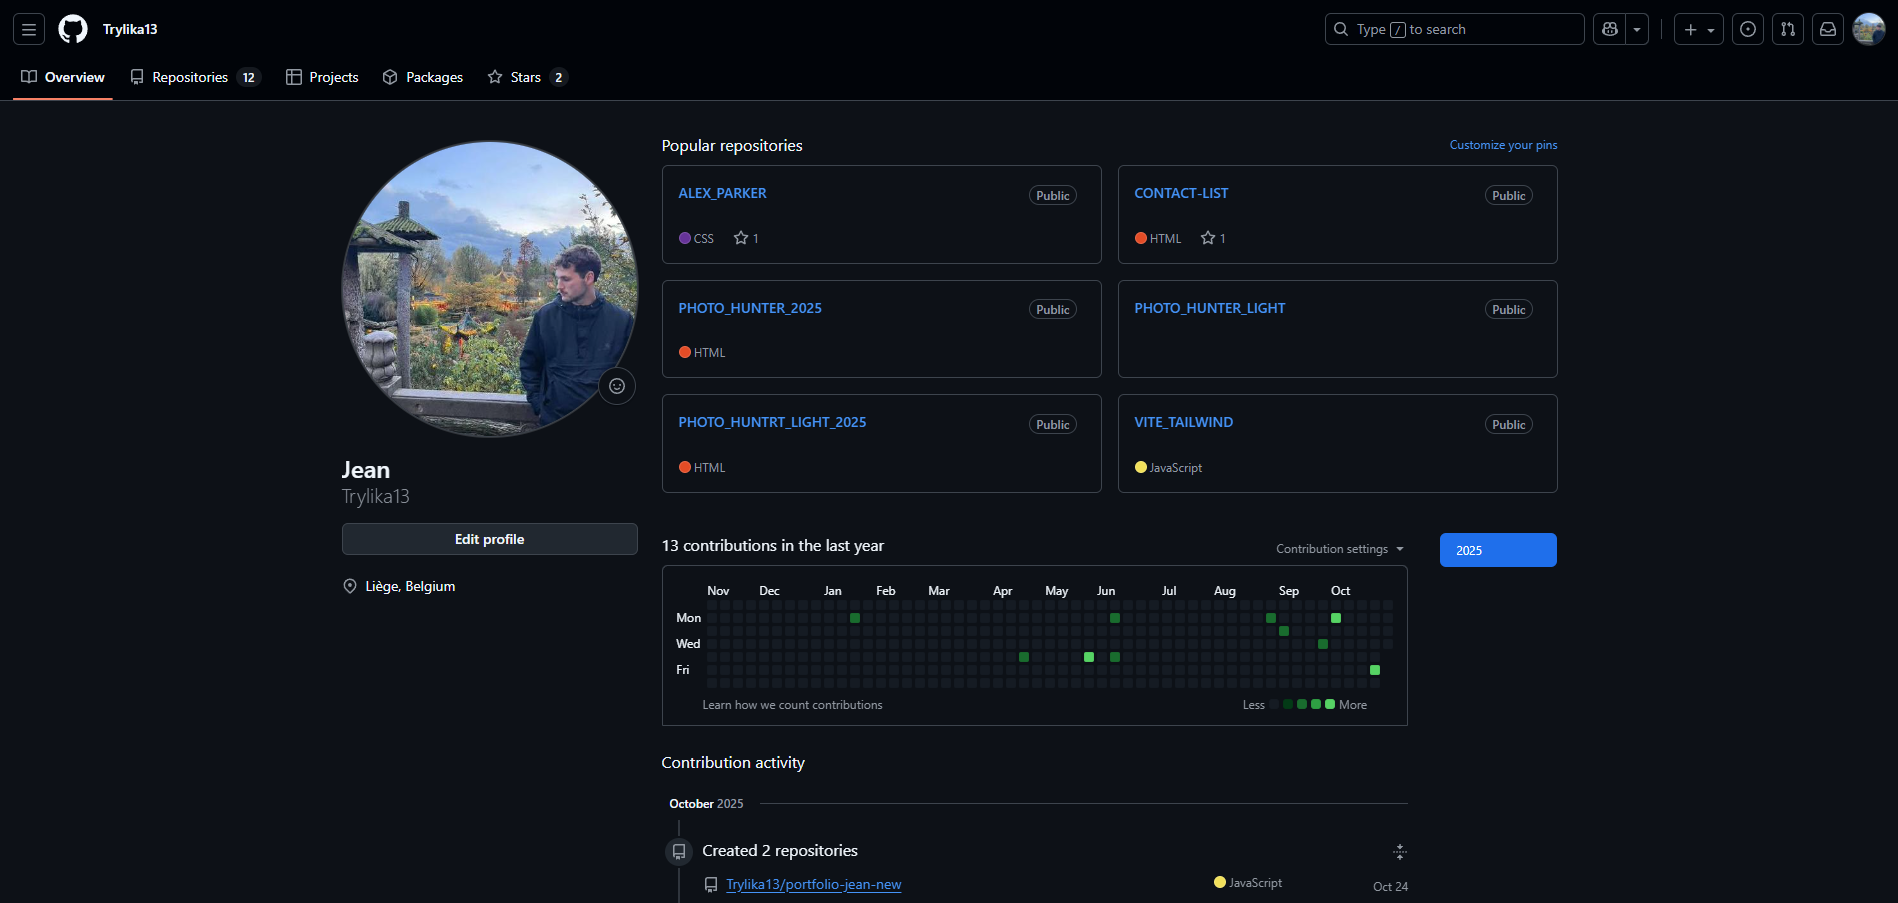 Trylika13
Type / to search
Overview
Repositories 12
Projects
Packages
Stars 2
Jean
Trylika13
Edit profile
Liège, Belgium
Popular repositories
Customize your pins
ALEX_PARKER
Public
CSS
1
CONTACT-LIST
Public
HTML
1
PHOTO_HUNTER_2025
Public
HTML
PHOTO_HUNTER_LIGHT
Public
PHOTO_HUNTRT_LIGHT_2025
Public
HTML
VITE_TAILWIND
Public
JavaScript
13 contributions in the last year
Contribution settings
2025
Nov Dec Jan Feb Mar Apr May Jun Jul Aug Sep Oct
Mon
Wed
Fri
Learn how we count contributions
Less More
Contribution activity
October 2025
Created 2 repositories
Trylika13/portfolio-jean-new
JavaScript
Oct 24